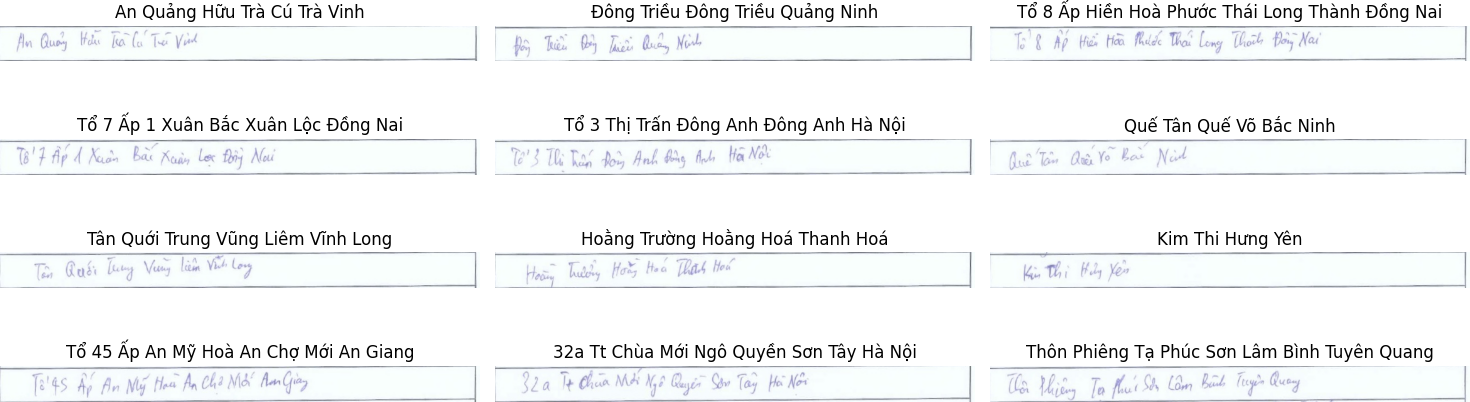 An Quảng Hữu Trà Cú Trà Vinh
Đông Triều Đông Triều Quảng Ninh
Tổ 8 Ấp Hiền Hoà Phước Thái Long Thành Đồng Nai
An Quảng Hữu Trà Cú Trà Vinh
Đông Triều Đông Triều Quảng Ninh
Tổ 8 Ấp Hiền Hòa Phước Thái Long Thành Đồng Nai
Tổ 7 Ấp 1 Xuân Bắc Xuân Lộc Đồng Nai
Tổ 3 Thị Trấn Đông Anh Đông Anh Hà Nội
Quế Tân Quế Võ Bắc Ninh
Tổ 7 Ấp 1 Xuân Bắc Xuân Lộc Đồng Nai
Tổ 3 Thị Trấn Đông Anh Đông Anh Hà Nội
Quế Tân Quế Võ Bắc Ninh
Tân Quới Trung Vũng Liêm Vĩnh Long
Hoằng Trường Hoằng Hoá Thanh Hoá
Kim Thi Hưng Yên
Tân Quới Trung Vũng Liêm Vĩnh Long
Hoằng Trường Hoằng Hoá Thanh Hoá
Kim Thi Hưng Yên
Tổ 45 Ấp An Mỹ Hoà An Chợ Mới An Giang
32a Tt Chùa Mới Ngô Quyền Sơn Tây Hà Nội
Thôn Phiêng Tạ Phúc Sơn Lâm Bình Tuyên Quang
Tổ 45 Ấp An Mỹ Hoà An Chợ Mới An Giang
32a Tt Chùa Mới Ngô Quyền Sơn Tây Hà Nội
Thôn Phiêng Tạ Phúc Sơn Lâm Bình Tuyên Quang